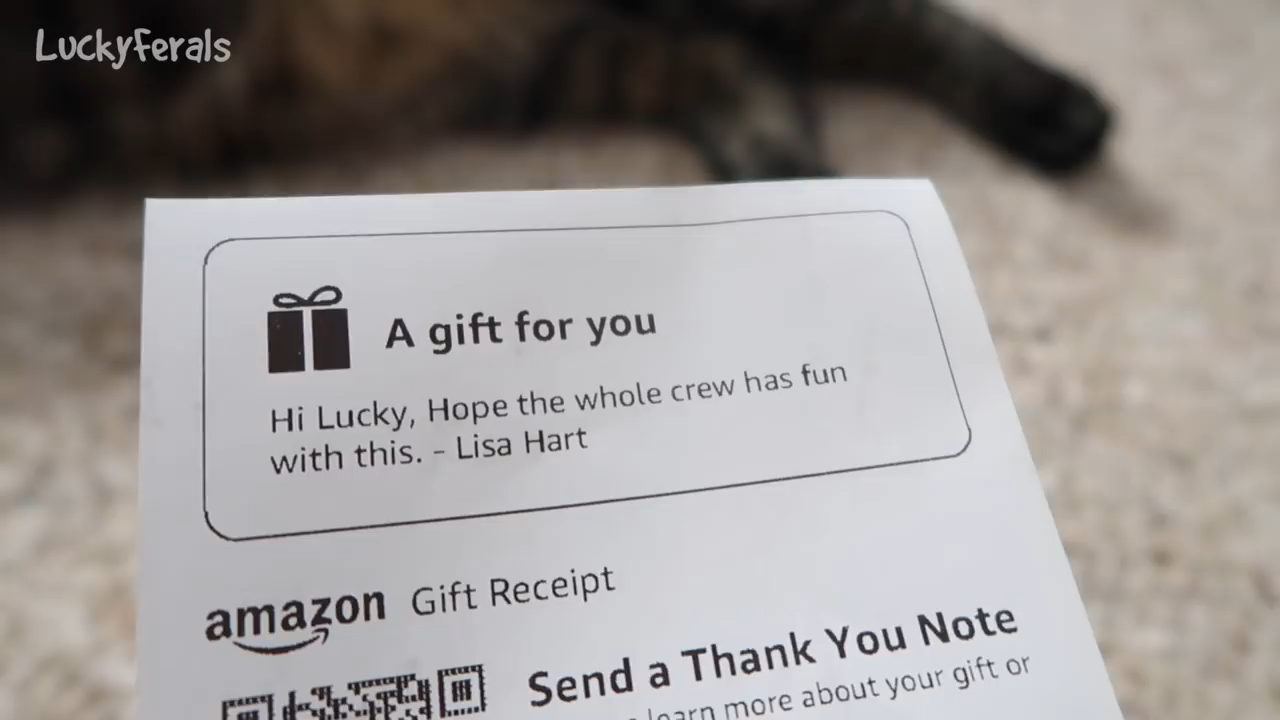 LuckyFerals
A gift for you
Hi Lucky, Hope the whole crew has fun
with this. - Lisa Hart
amazon Gift Receipt
Send a Thank You Note
learn more about your gift or